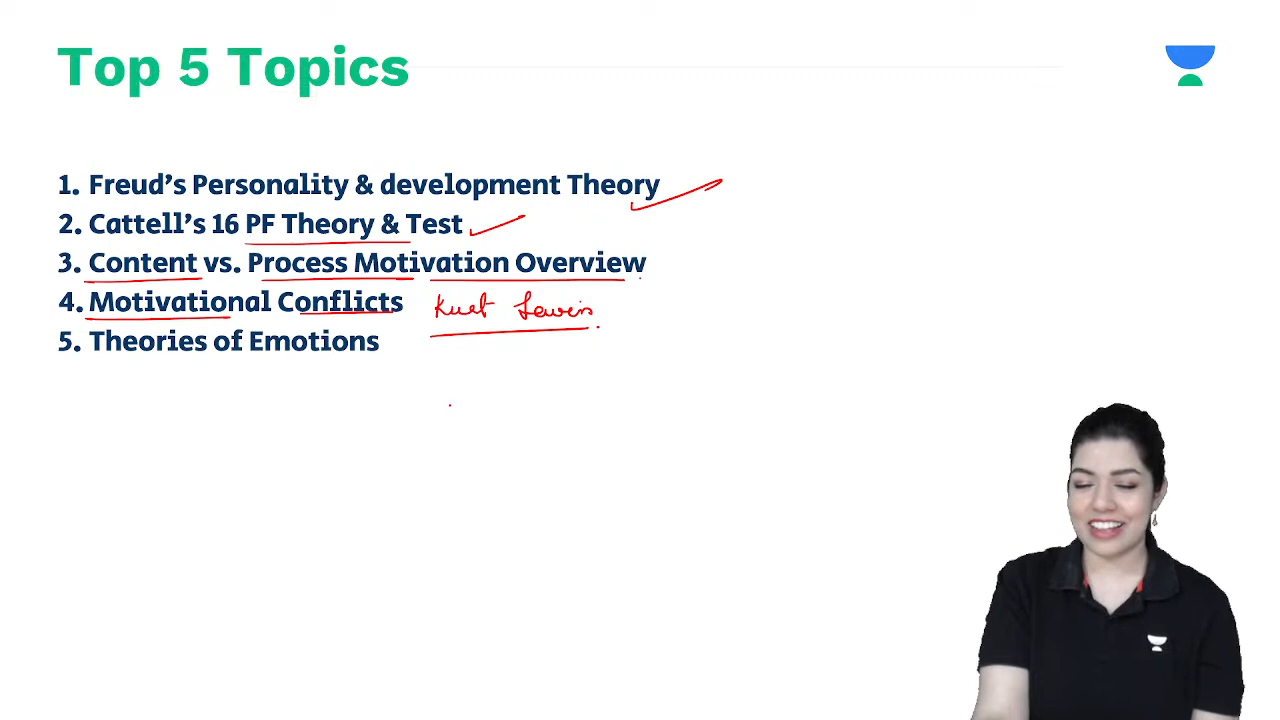 Top 5 Topics
1. Freud's Personality & development Theory
2. Cattell's 16 PF Theory & Test
3. Content vs. Process Motivation Overview
4. Motivational Conflicts Kurt Lewin
5. Theories of Emotions